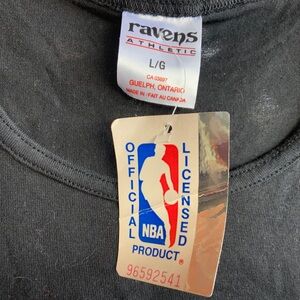 ravens
ATHLETIC
L/G
CA 03897
GUELPH, ONTARIO
MADE IN / FAIT AU CANADA
OFFICIAL
LICENSED
NBA
PRODUCT
®
96592541